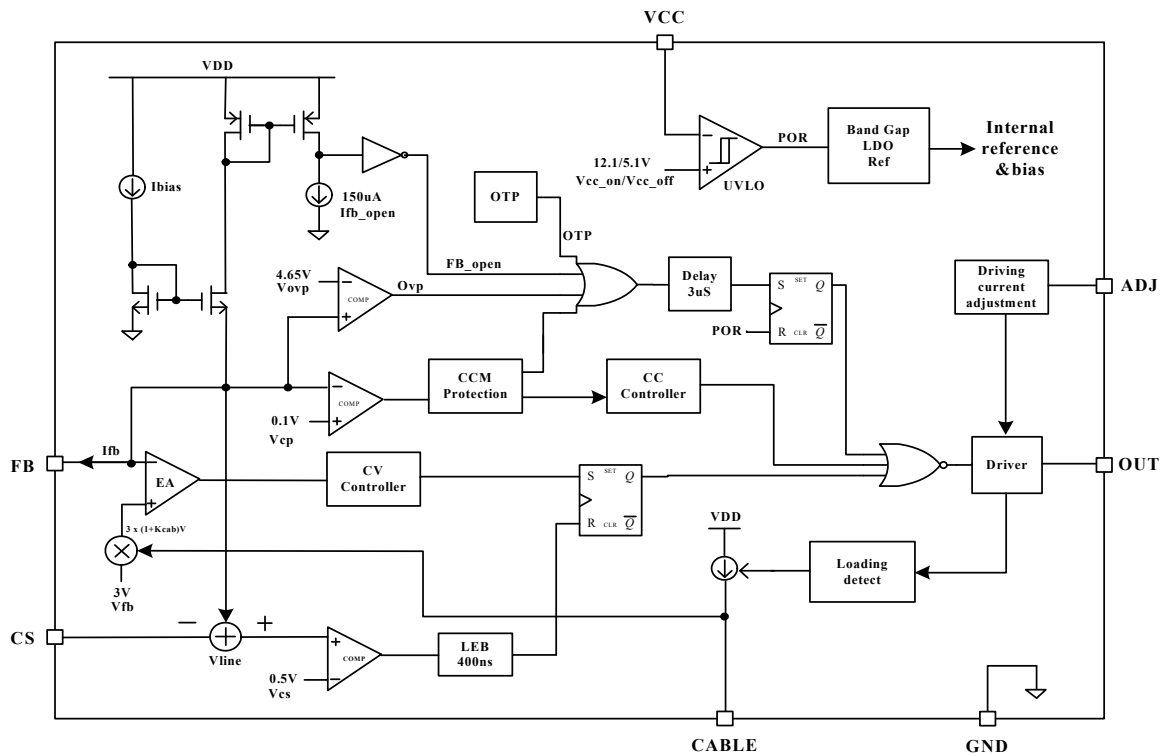 VCC
VDD
Ibias
150uA
Ifb_open
12.1/5.1V
Vcc_on/Vcc_off
UVLO
POR
Band Gap
LDO
Ref
Internal
reference
&bias
OTP
OTP
FB_open
4.65V
Vovp
COMP
Ovp
Delay
3uS
S SET Q
R CLR Q
POR
Driving
current
adjustment
ADJ
COMP
0.1V
Vcp
CCM
Protection
CC
Controller
FB
Ifb
EA
3 x (1+Kcab)V
3V
Vfb
CV
Controller
S SET Q
R CLR Q
Driver
OUT
VDD
Loading
detect
CS
− +
Vline
COMP
0.5V
Vcs
LEB
400ns
CABLE
GND